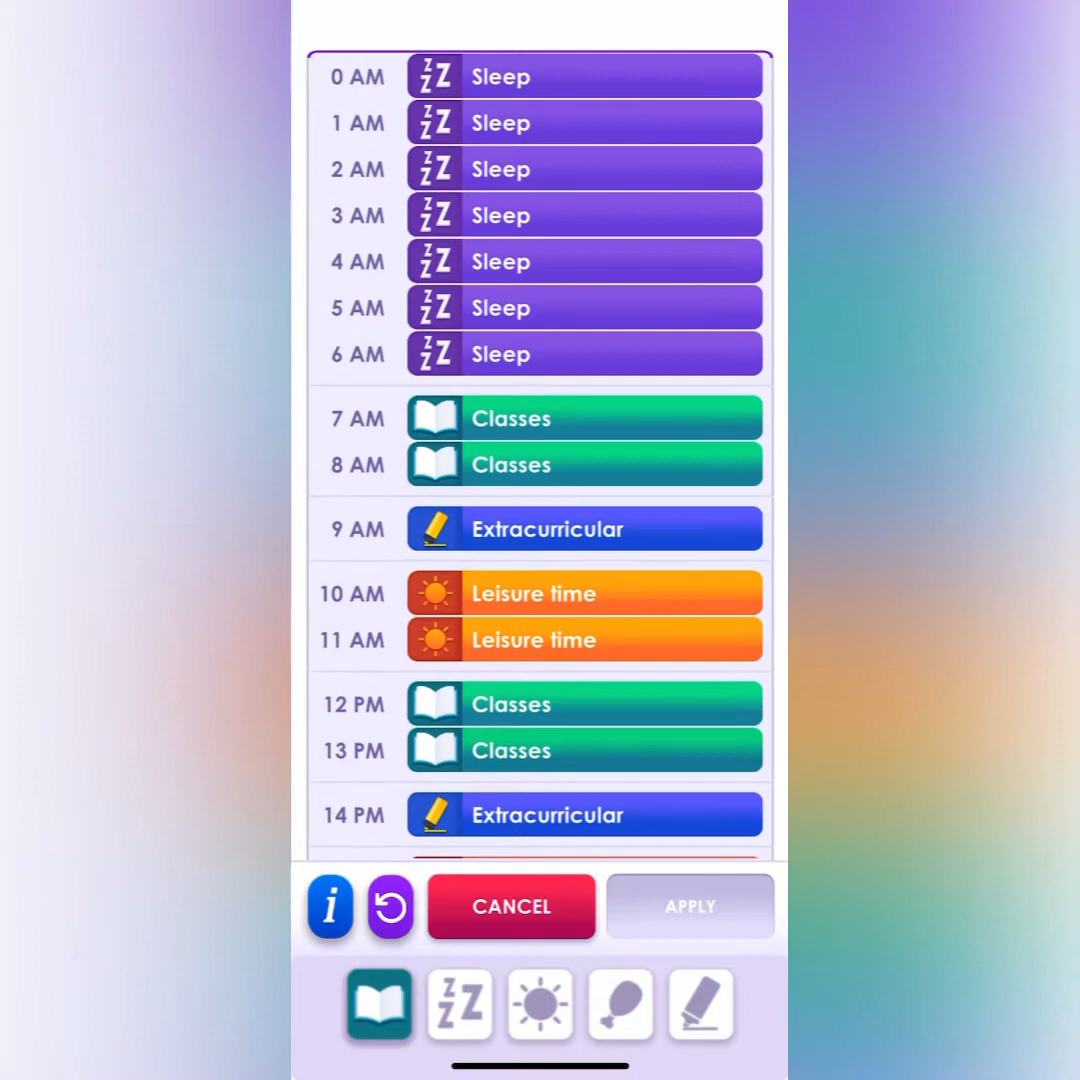 0 AM Sleep
1 AM Sleep
2 AM Sleep
3 AM Sleep
4 AM Sleep
5 AM Sleep
6 AM Sleep
7 AM Classes
8 AM Classes
9 AM Extracurricular
10 AM Leisure time
11 AM Leisure time
12 PM Classes
13 PM Classes
14 PM Extracurricular
i CANCEL APPLY